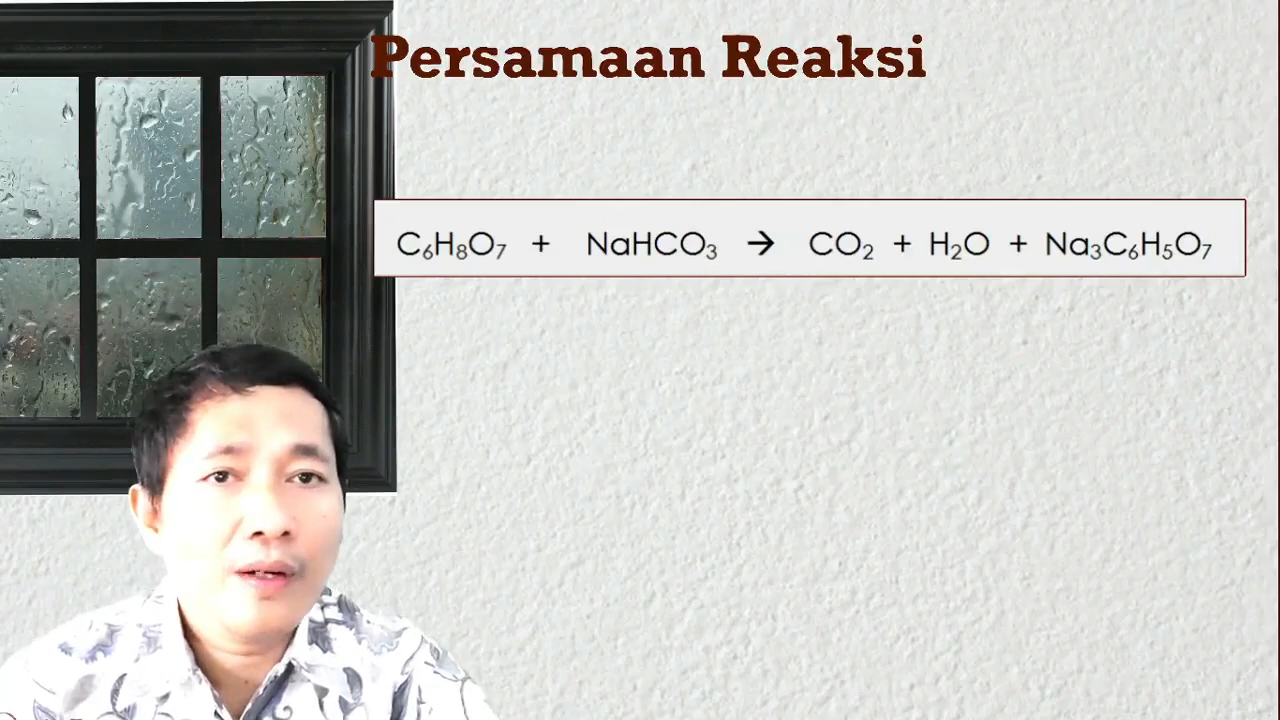 Persamaan Reaksi
C₆H₈O₇ + NaHCO₃ → CO₂ + H₂O + Na₃C₆H₅O₇